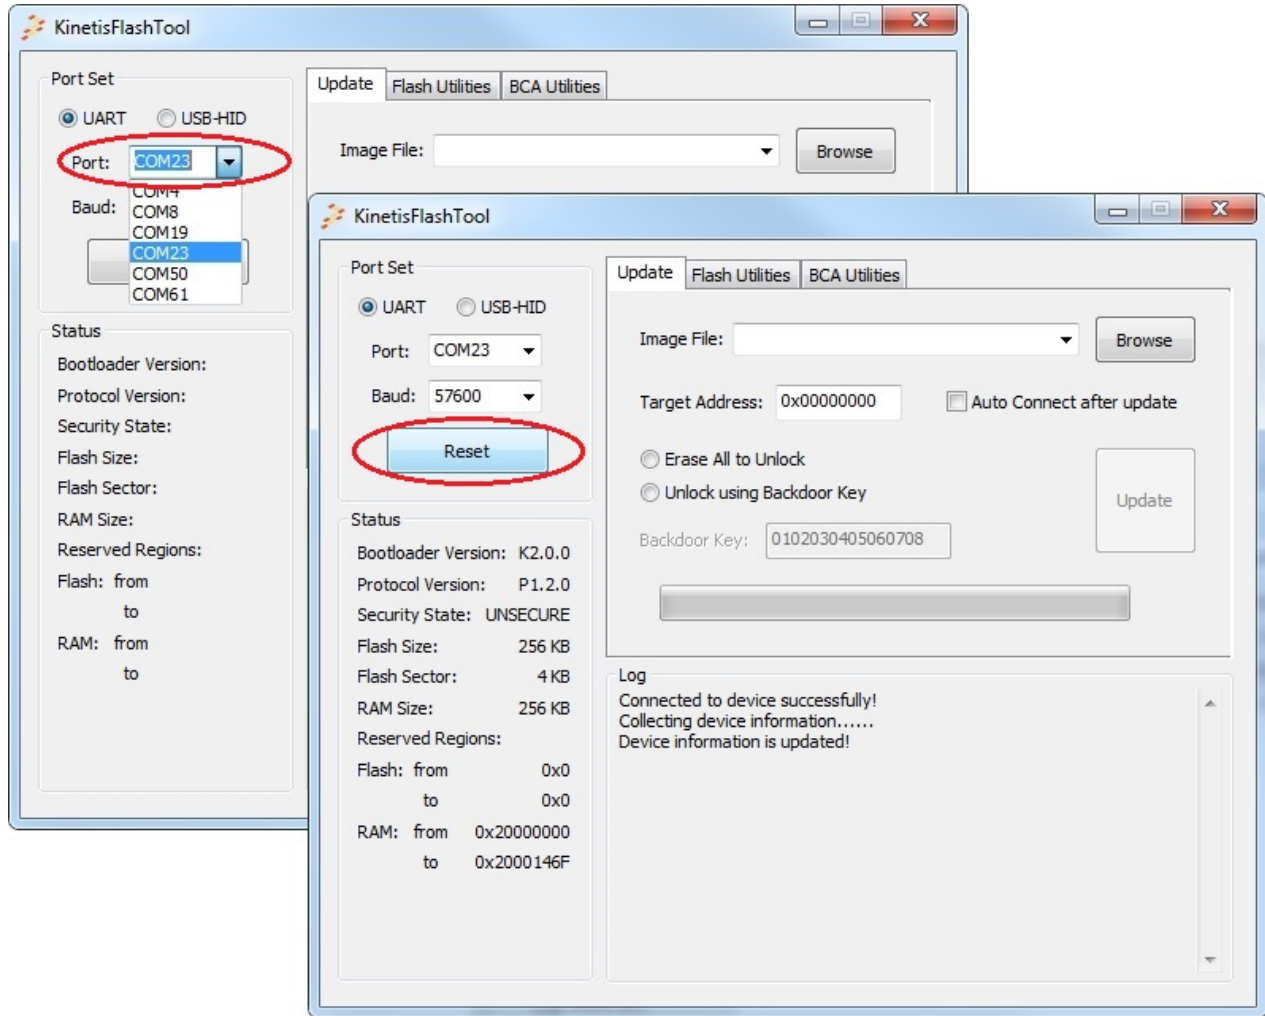 KinetisFlashTool
Port Set
UART USB-HID
Port: COM23
COM4
COM8
COM19
COM23
COM50
COM61
Baud:
Update Flash Utilities BCA Utilities
Image File: Browse
Status
Bootloader Version:
Protocol Version:
Security State:
Flash Size:
Flash Sector:
RAM Size:
Reserved Regions:
Flash: from
to
RAM: from
to
KinetisFlashTool
Port Set
UART USB-HID
Port: COM23
Baud: 57600
Reset
Status
Bootloader Version: K2.0.0
Protocol Version: P1.2.0
Security State: UNSECURE
Flash Size: 256 KB
Flash Sector: 4 KB
RAM Size: 256 KB
Reserved Regions:
Flash: from 0x0
to 0x0
RAM: from 0x20000000
to 0x2000146F
Update Flash Utilities BCA Utilities
Image File: Browse
Target Address: 0x00000000 Auto Connect after update
Erase All to Unlock
Unlock using Backdoor Key
Update
Backdoor Key: 0102030405060708
Log
Connected to device successfully!
Collecting device information......
Device information is updated!